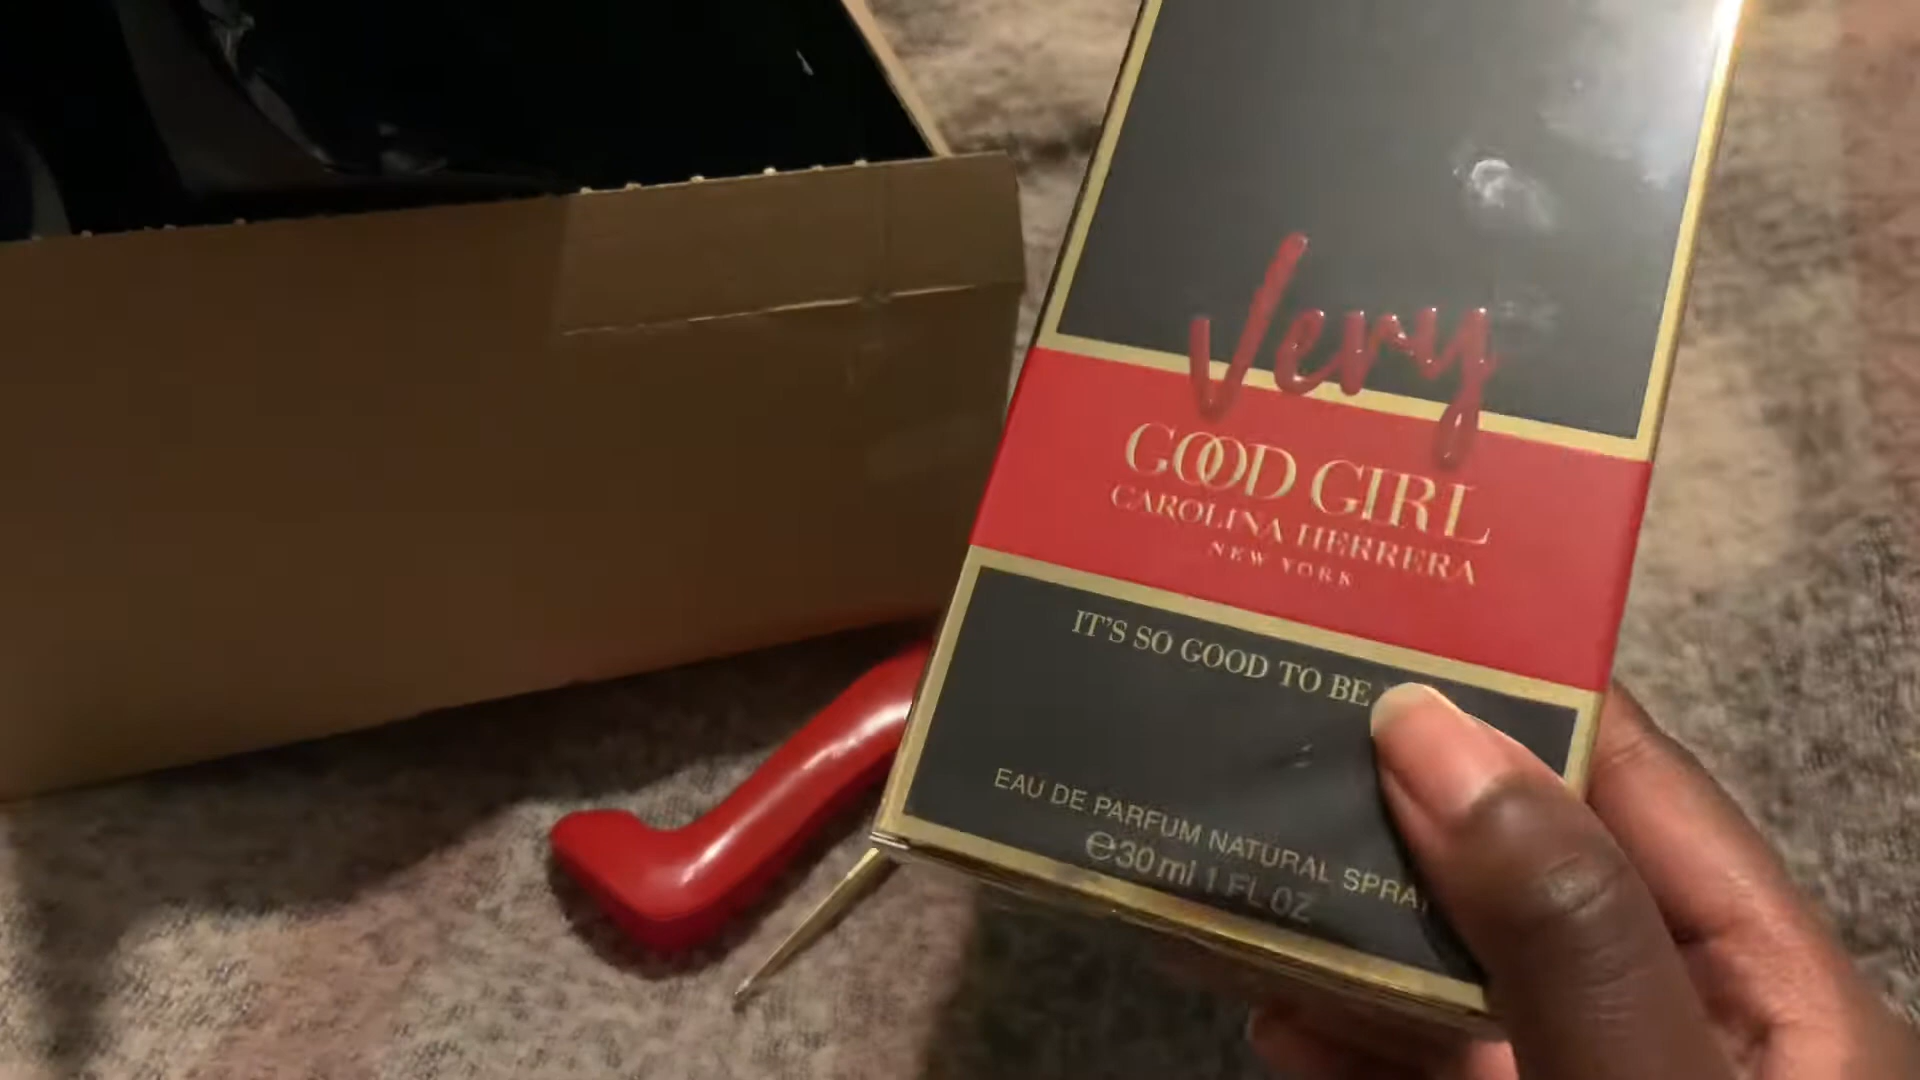 Very
GOOD GIRL
CAROLINA HERRERA
NEW YORK
IT'S SO GOOD TO BE
EAU DE PARFUM NATURAL SPRAY
℮30 ml 1 FL OZ